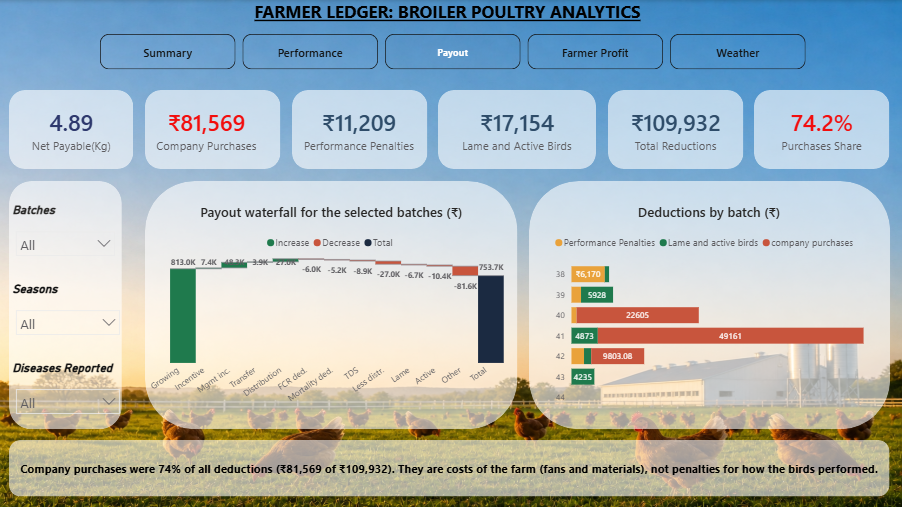 FARMER LEDGER: BROILER POULTRY ANALYTICS
Summary
Performance
Payout
Farmer Profit
Weather
4.89
Net Payable(Kg)
₹81,569
Company Purchases
₹11,209
Performance Penalties
₹17,154
Lame and Active Birds
₹109,932
Total Reductions
74.2%
Purchases Share
Batches
All
Seasons
All
Diseases Reported
All
Payout waterfall for the selected batches (₹)
Increase Decrease Total
813.0K 7.4K 48.3K 3.9K 27.0K -6.0K -5.2K -8.9K -27.0K -6.7K -10.4K -81.6K 753.7K
Growing Incentive Mgmt inc. Transfer Distribution FCR ded. Mortality ded. TDS Less distr. Lame Active Other Total
Deductions by batch (₹)
Performance Penalties Lame and active birds company purchases
38 ₹6,170
39 5928
40 22605
41 4873 49161
42 9803.08
43 4235
44
Company purchases were 74% of all deductions (₹81,569 of ₹109,932). They are costs of the farm (fans and materials), not penalties for how the birds performed.